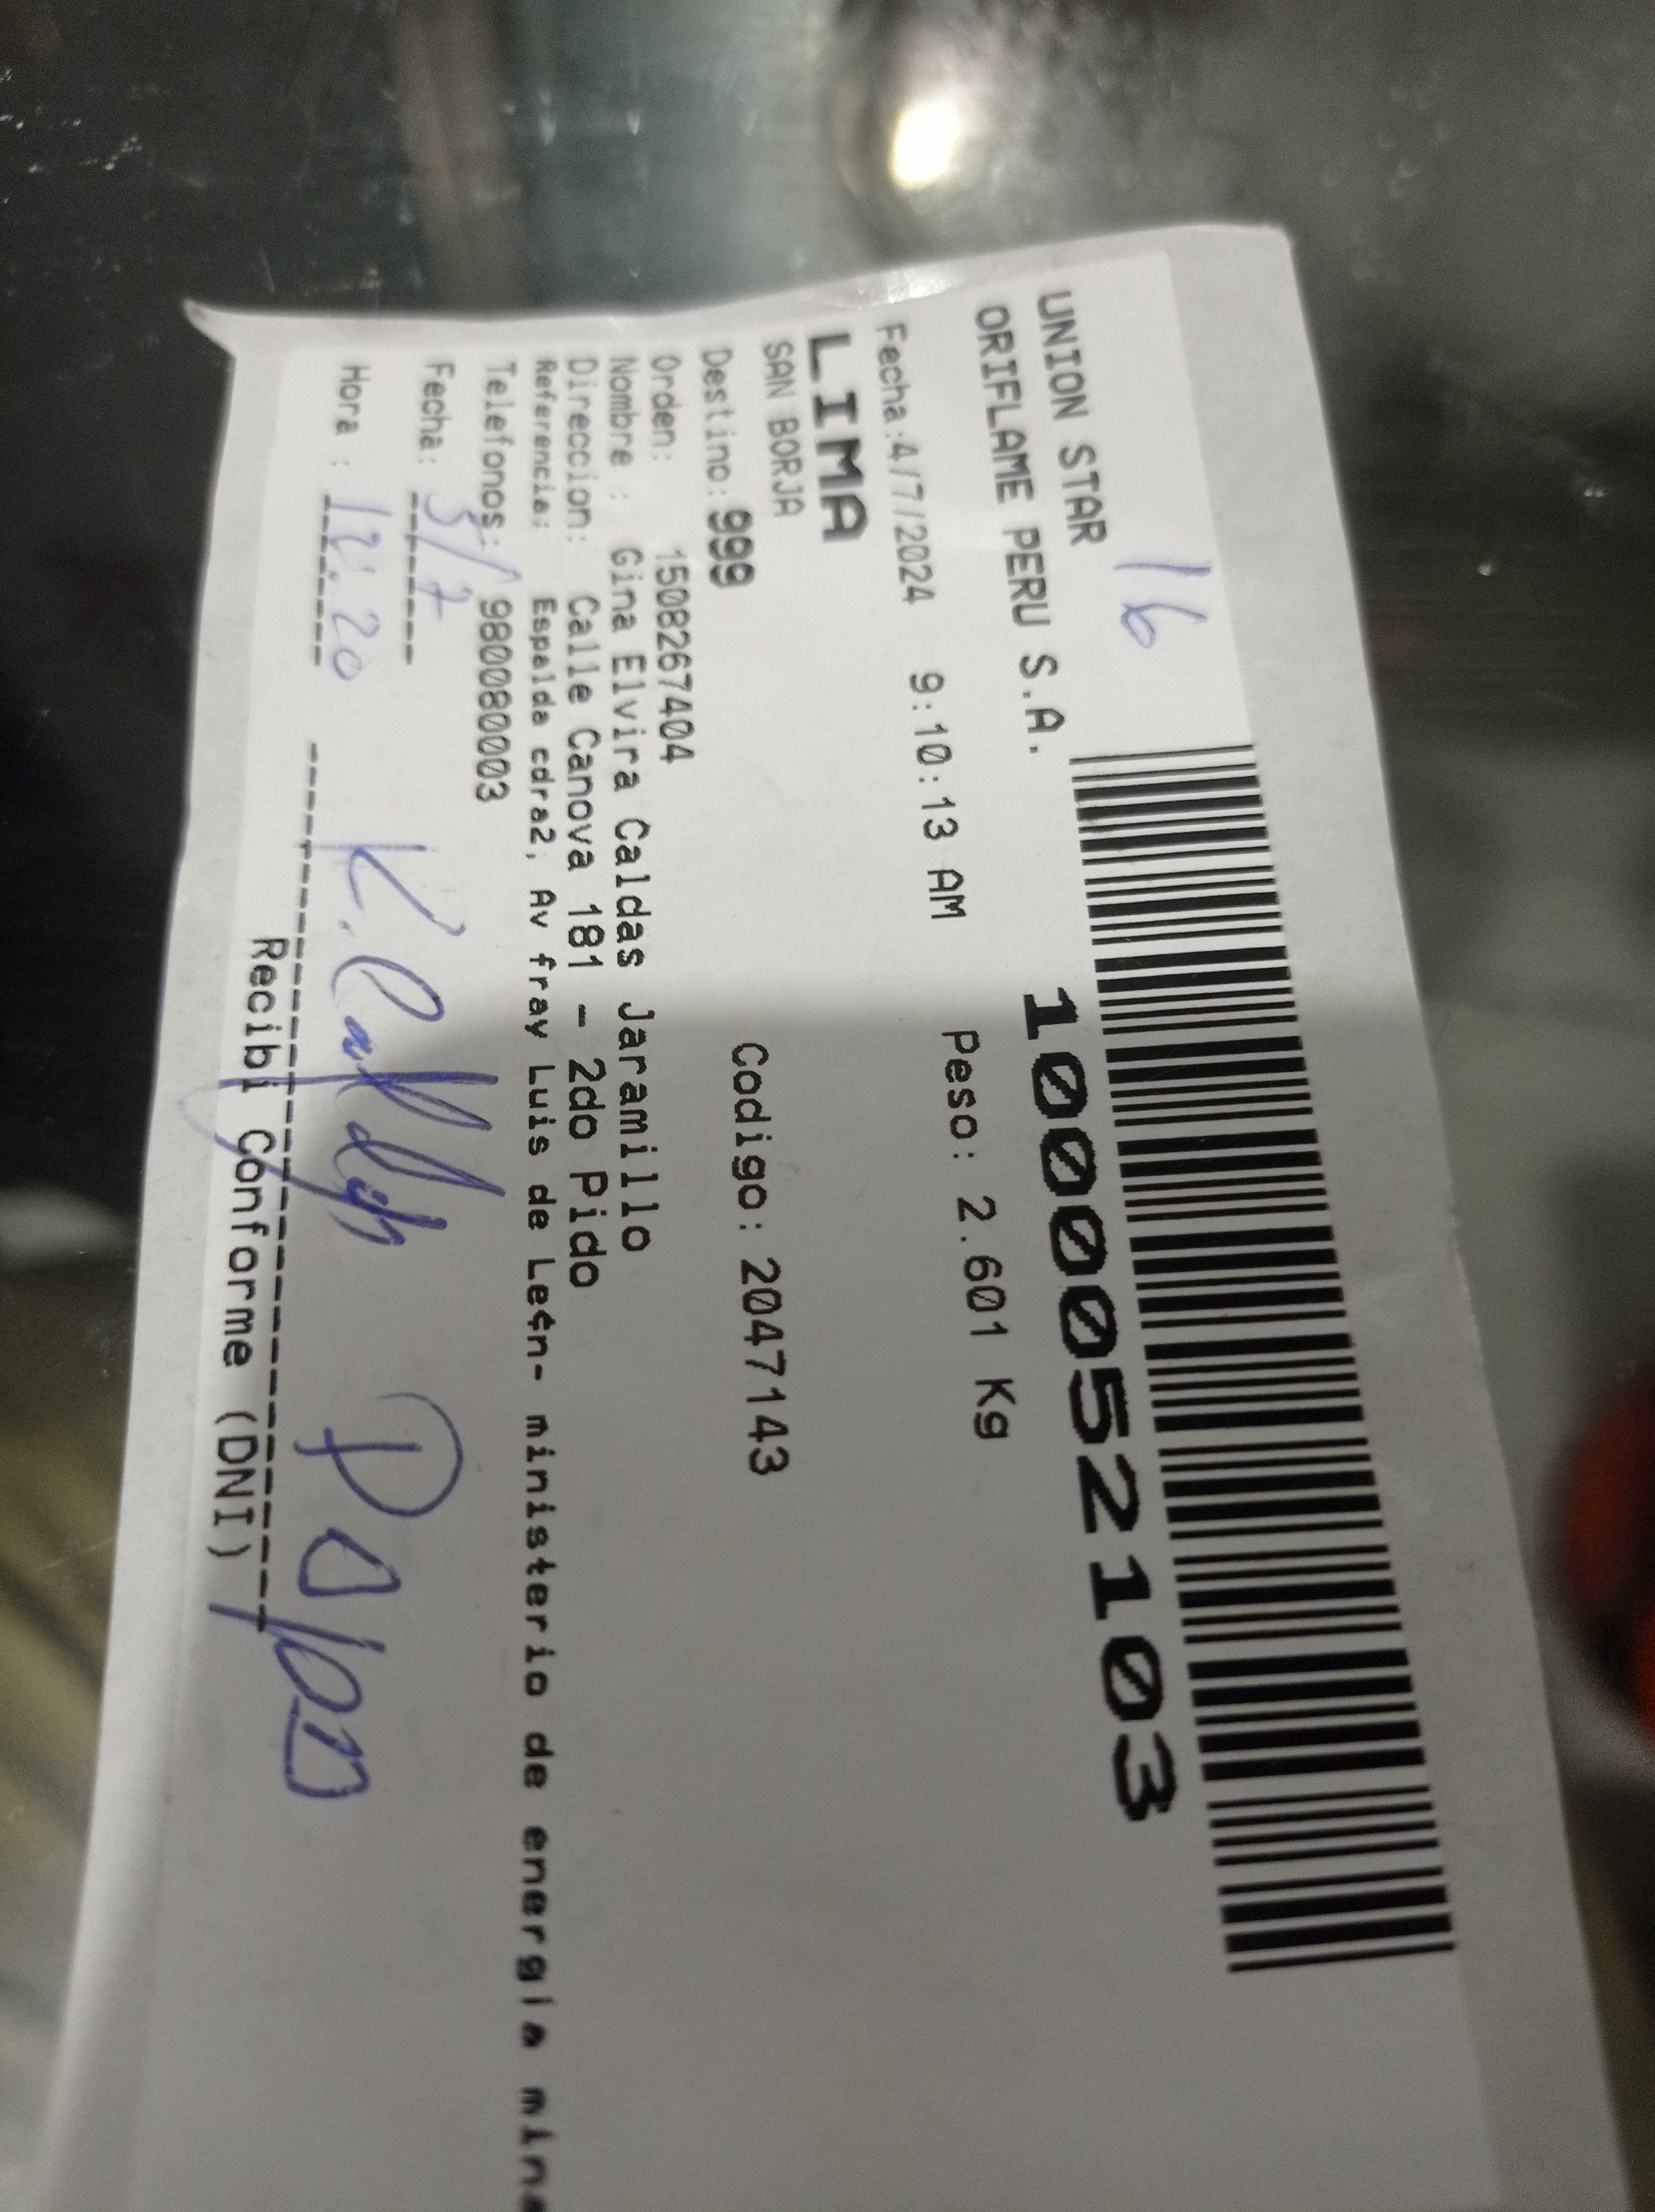 16
UNION STAR
ORIFLAME PERU S.A.
1000052103
Fecha:4/7/2024 9:10:13 AM Peso: 2.601 Kg
LIMA
SAN BORJA
Destino:999 Codigo:2047143
Orden: 1508267404
Nombre : Gina Elvira Caldas Jaramillo
Direccion: Calle Canova 181 - 2do Pido
Referencia: Espalda cdra2, Av fray Luis de Le¢n- ministerio de energia mina
Telefonos: 980080003
Fecha: 5/7
Hora : 12:20
Recibi Conforme (DNI)